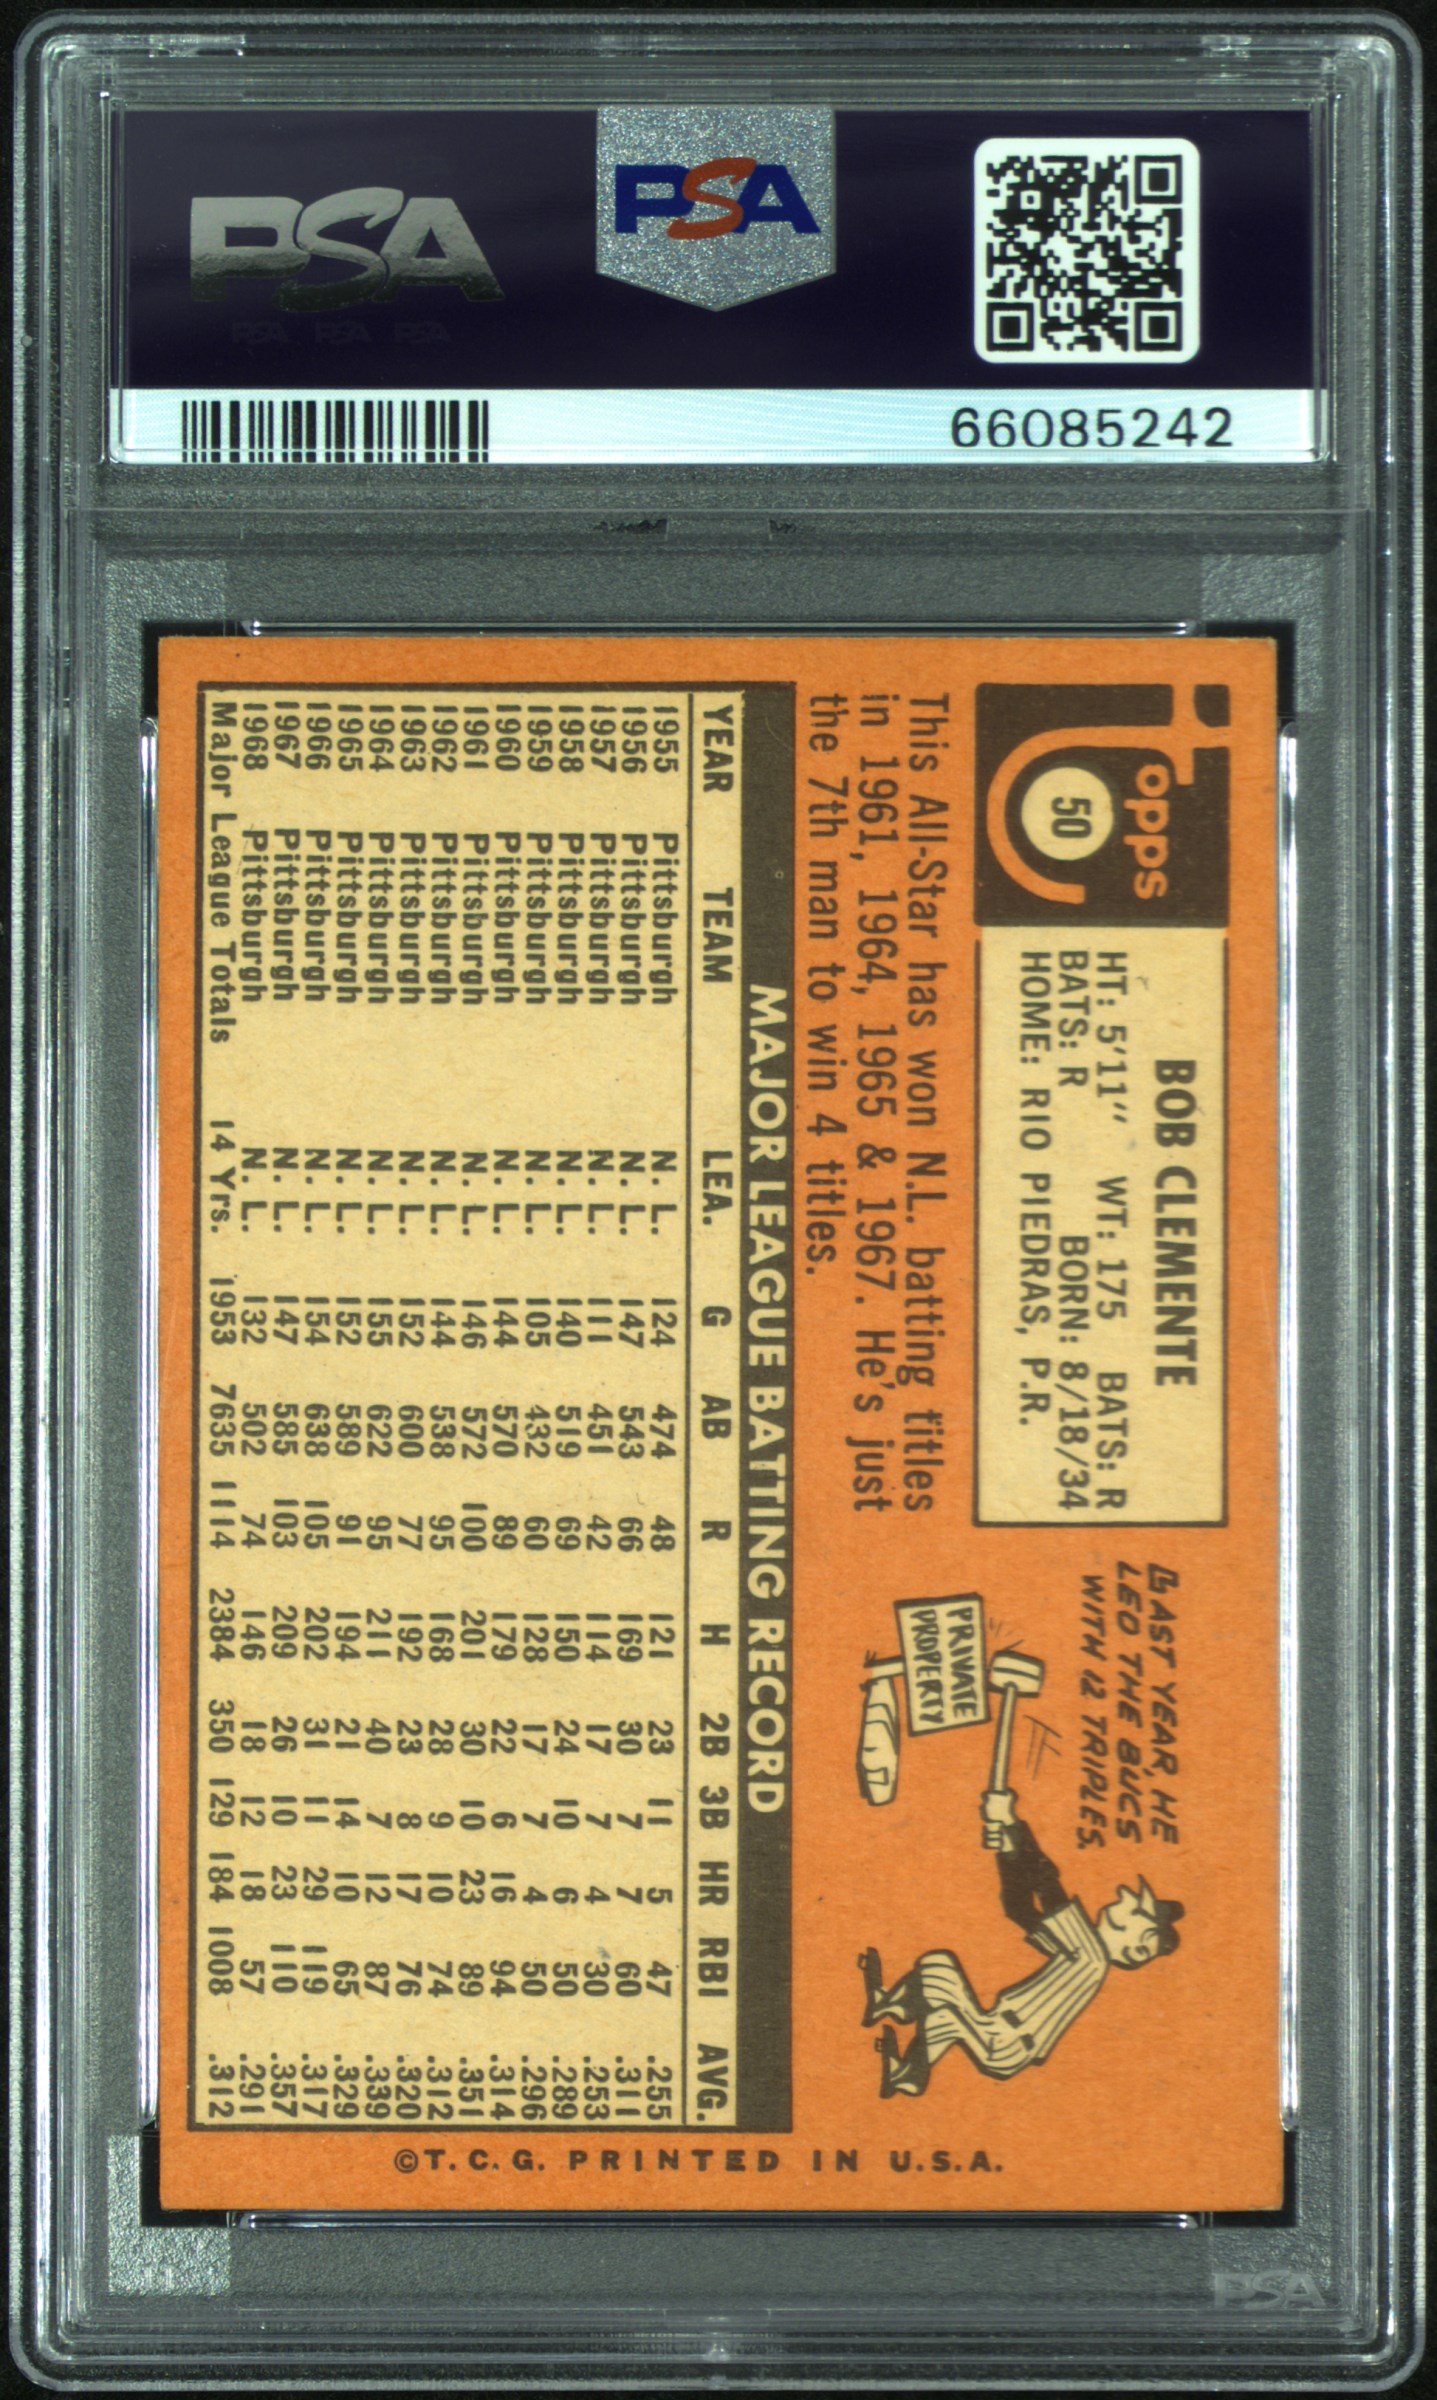 PSA
PSA
PSA PSA PSA
66085242
Topps
50
BOB CLEMENTE
HT: 5'11" WT: 175 BATS: R
BATS: R BORN: 8/18/34
HOME: RIO PIEDRAS, P.R.
LAST YEAR, HE
LEO THE BUCS
WITH 12 TRIPLES.
PRIVATE
PROPERTY
This All-Star has won N.L. batting titles
in 1961, 1964, 1965 & 1967. He's just
the 7th man to win 4 titles.
MAJOR LEAGUE BATTING RECORD
YEAR TEAM LEA. G AB R H 2B 3B HR RBI AVG.
1955 Pittsburgh N. L. 124 474 48 121 23 11 5 47 .255
1956 Pittsburgh N. L. 147 543 66 169 30 7 7 60 .311
1957 Pittsburgh N. L. 111 451 42 114 17 7 4 30 .253
1958 Pittsburgh N. L. 140 519 69 150 24 10 6 50 .289
1959 Pittsburgh N. L. 105 432 60 128 17 7 4 50 .296
1960 Pittsburgh N. L. 144 570 89 179 22 6 16 94 .314
1961 Pittsburgh N. L. 146 572 100 201 30 10 23 89 .351
1962 Pittsburgh N. L. 144 538 95 168 28 9 10 74 .312
1963 Pittsburgh N. L. 152 600 77 192 23 8 17 76 .320
1964 Pittsburgh N. L. 155 622 95 211 40 7 12 87 .339
1965 Pittsburgh N. L. 152 589 91 194 21 14 10 65 .329
1966 Pittsburgh N. L. 154 638 105 202 31 11 29 119 .317
1967 Pittsburgh N. L. 147 585 103 209 26 10 23 110 .357
1968 Pittsburgh N. L. 132 502 74 146 18 12 18 57 .291
Major League Totals 14 Yrs. 1953 7635 1114 2384 350 129 184 1008 .312
©T.C.G. PRINTED IN U.S.A.
PSA